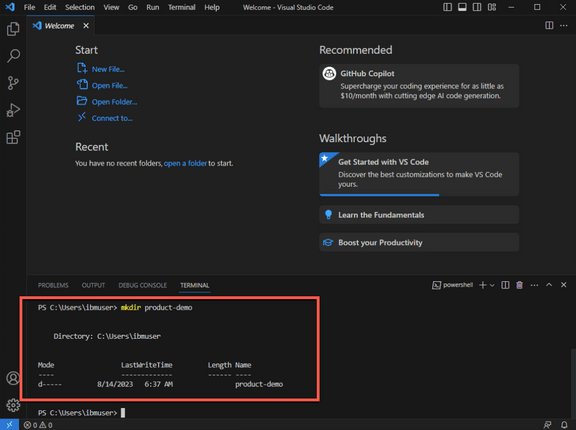 File Edit Selection View Go Run Terminal Help Welcome - Visual Studio Code
Welcome
Start
New File...
Open File...
Open Folder...
Connect to...
Recent
You have no recent folders, open a folder to start.
Recommended
GitHub Copilot
Supercharge your coding experience for as little as
$10/month with cutting edge AI code generation.
Walkthroughs
Get Started with VS Code
Discover the best customizations to make VS Code
yours.
Learn the Fundamentals
Boost your Productivity
PROBLEMS OUTPUT DEBUG CONSOLE TERMINAL powershell
PS C:\Users\ibmuser> mkdir product-demo
Directory: C:\Users\ibmuser
Mode LastWriteTime Length Name
---- ------------- ------ ----
d----- 8/14/2023 6:37 AM product-demo
PS C:\Users\ibmuser>
0 0